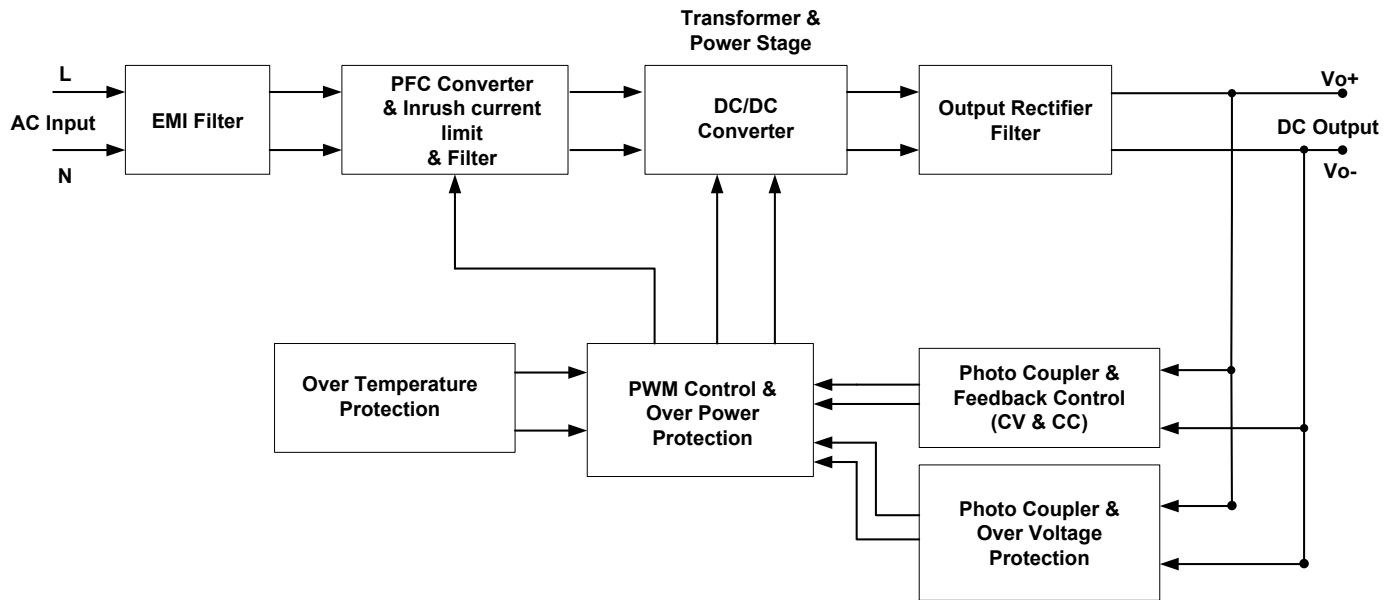 Transformer &
Power Stage
L
AC Input
N
EMI Filter
PFC Converter
& Inrush current
limit
& Filter
DC/DC
Converter
Output Rectifier
Filter
Vo+
DC Output
Vo-
Over Temperature
Protection
PWM Control &
Over Power
Protection
Photo Coupler &
Feedback Control
(CV & CC)
Photo Coupler &
Over Voltage
Protection